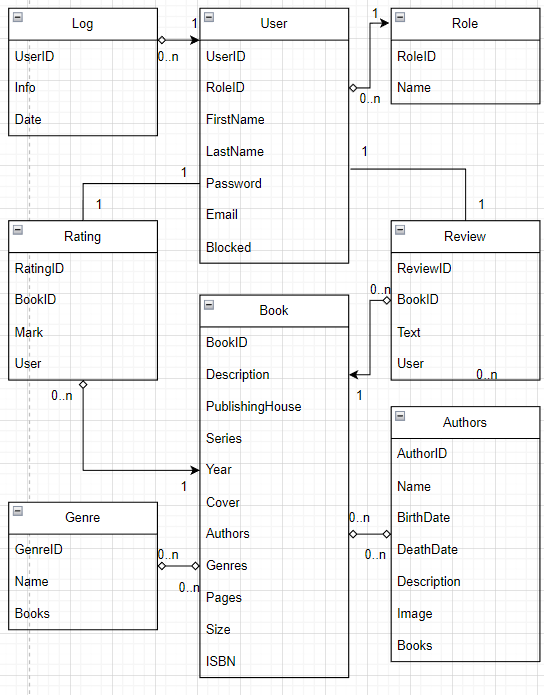 Log
UserID
Info
Date
0..n
1
User
UserID
RoleID
FirstName
LastName
Password
Email
Blocked
0..n
1
Role
RoleID
Name
1
1
1
1
Rating
RatingID
BookID
Mark
User
0..n
1
Book
BookID
Description
PublishingHouse
Series
Year
Cover
Authors
Genres
Pages
Size
ISBN
Review
ReviewID
BookID
Text
User
0..n
0..n
1
Genre
GenreID
Name
Books
0..n
0..n
Authors
AuthorID
Name
BirthDate
DeathDate
Description
Image
Books
0..n
0..n